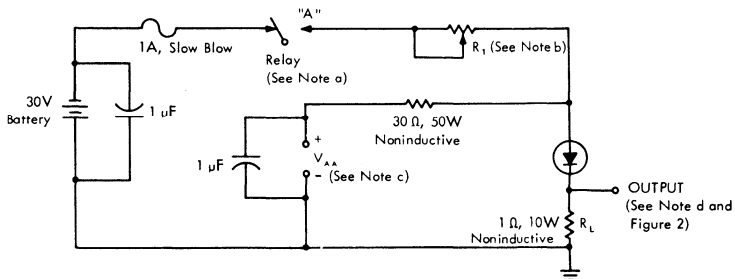 "A"
1A, Slow Blow
Relay
(See Note a)
R1 (See Note b)
30V
Battery
1 µF
30 Ω, 50W
Noninductive
1 µF
+
VAA
- (See Note c)
OUTPUT
(See Note d and
Figure 2)
1 Ω, 10W RL
Noninductive